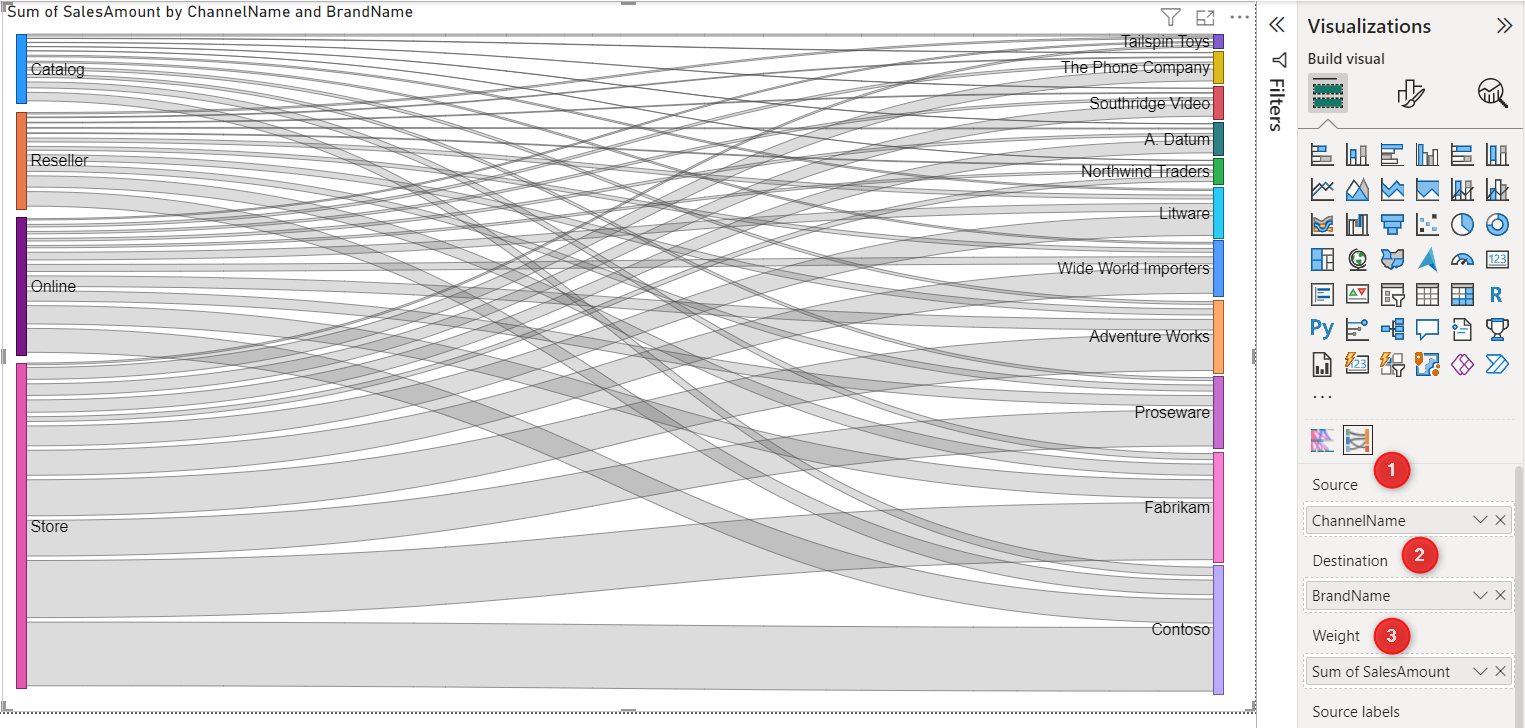 Sum of SalesAmount by ChannelName and BrandName
Catalog
Reseller
Online
Store
Tailspin Toys
The Phone Company
Southridge Video
A. Datum
Northwind Traders
Litware
Wide World Importers
Adventure Works
Proseware
Fabrikam
Contoso
Filters
Visualizations
Build visual
123
R
Py
123
...
1
Source
ChannelName
2
Destination
BrandName
3
Weight
Sum of SalesAmount
Source labels